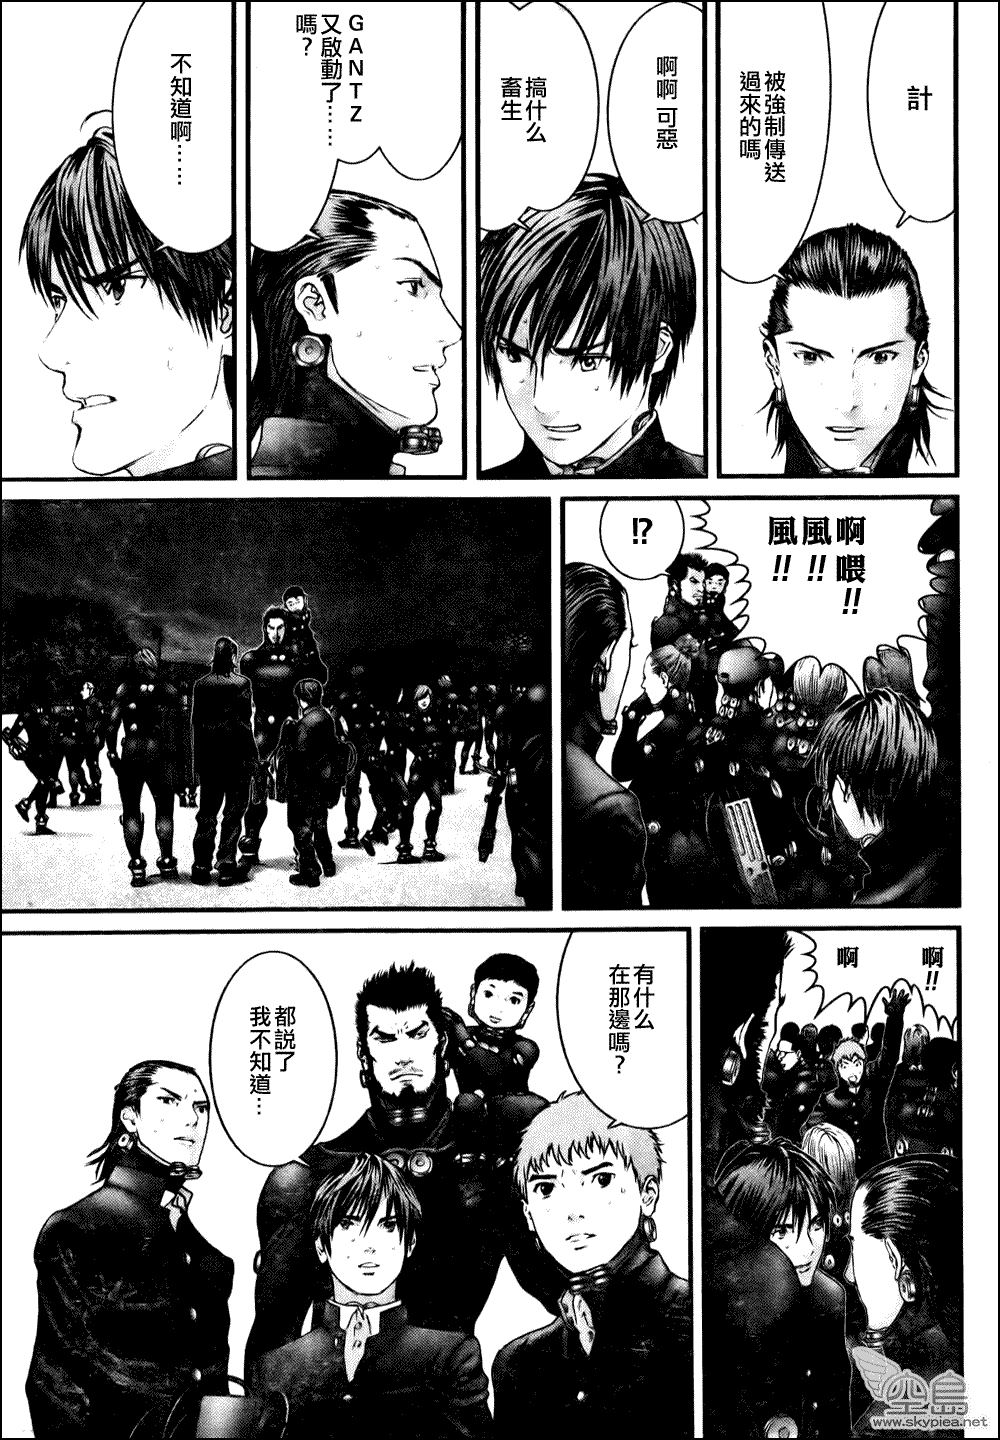 計
被強制傳送
過來的嗎
啊啊 可惡
搞什么
畜生
GANTZ
又啟動了……
嗎？
不知道啊……
啊喂!!
風!!
風!!
!?
啊!!
啊
有什么
在那邊嗎？
都説了
我不知道…
空島
www.skypiea.net